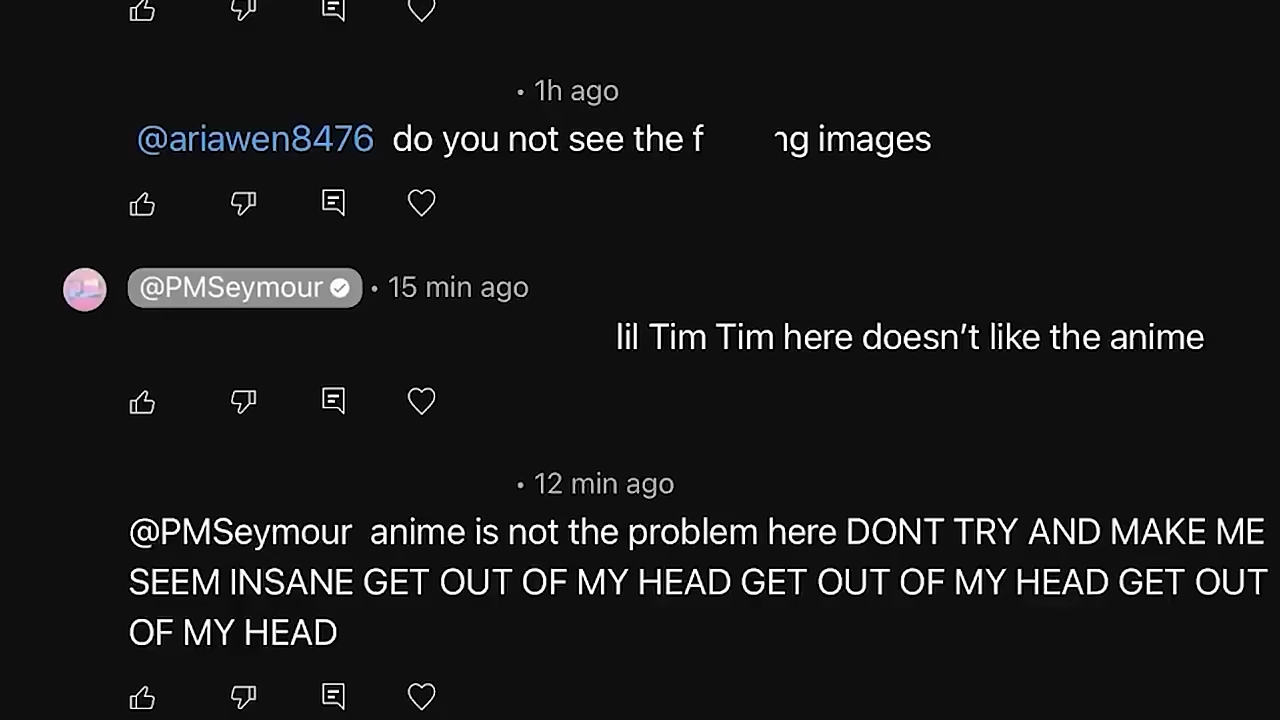 • 1h ago
@ariawen8476 do you not see the f ng images
@PMSeymour • 15 min ago
lil Tim Tim here doesn’t like the anime
• 12 min ago
@PMSeymour anime is not the problem here DONT TRY AND MAKE ME
SEEM INSANE GET OUT OF MY HEAD GET OUT OF MY HEAD GET OUT
OF MY HEAD